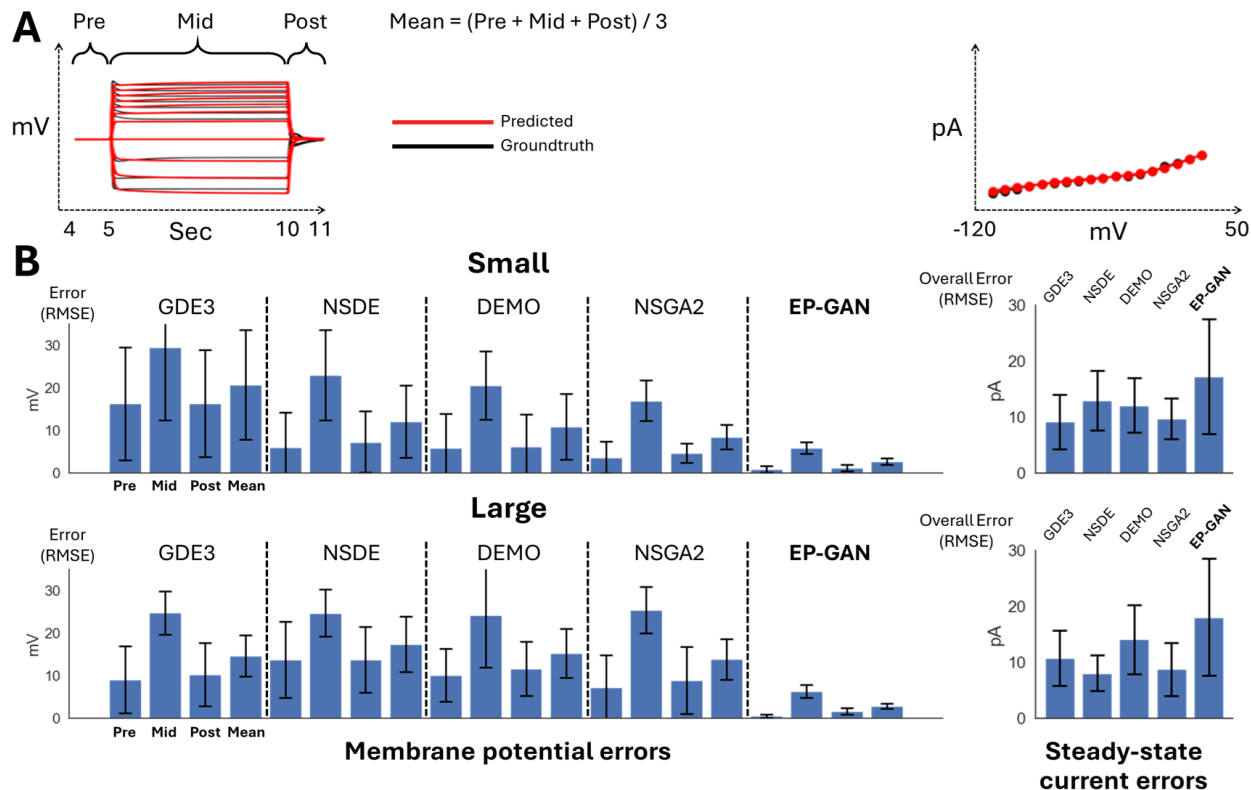 A
Pre
Mid
Post
Mean = (Pre + Mid + Post) / 3
mV
Predicted
Groundtruth
4
5
Sec
10
11
pA
-120
mV
50
B
Small
Error
(RMSE)
GDE3
NSDE
DEMO
NSGA2
EP-GAN
mV
30
20
10
0
Pre
Mid
Post
Mean
Overall Error
(RMSE)
GDE3
NSDE
DEMO
NSGA2
EP-GAN
pA
30
20
10
0
Large
Error
(RMSE)
GDE3
NSDE
DEMO
NSGA2
EP-GAN
mV
30
20
10
0
Pre
Mid
Post
Mean
Overall Error
(RMSE)
GDE3
NSDE
DEMO
NSGA2
EP-GAN
pA
30
20
10
0
Membrane potential errors
Steady-state
current errors